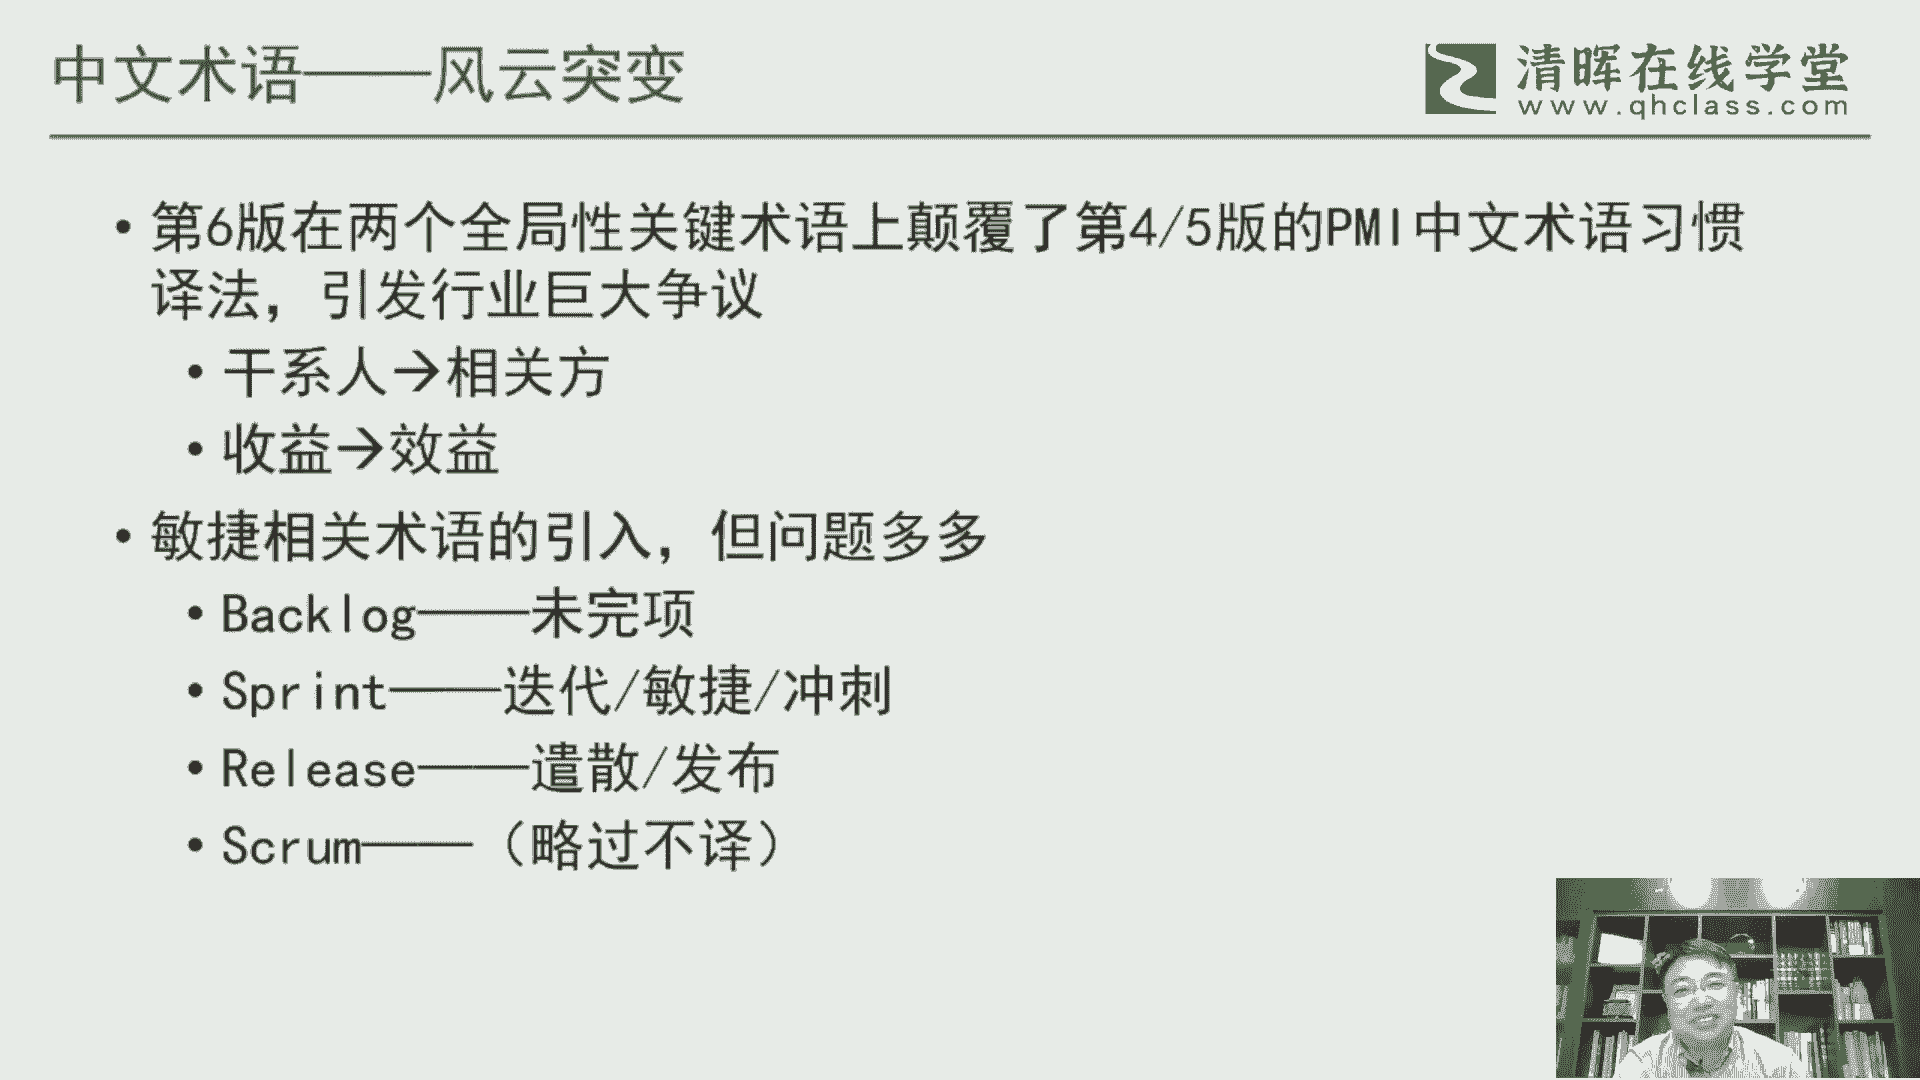 中文术语——风云突变
清晖在线学堂
www.qhclass.com
• 第6版在两个全局性关键术语上颠覆了第4/5版的PMI中文术语习惯
译法，引发行业巨大争议
• 干系人→相关方
• 收益→效益
• 敏捷相关术语的引入，但问题多多
• Backlog——未完项
• Sprint——迭代/敏捷/冲刺
• Release——遣散/发布
• Scrum——（略过不译）